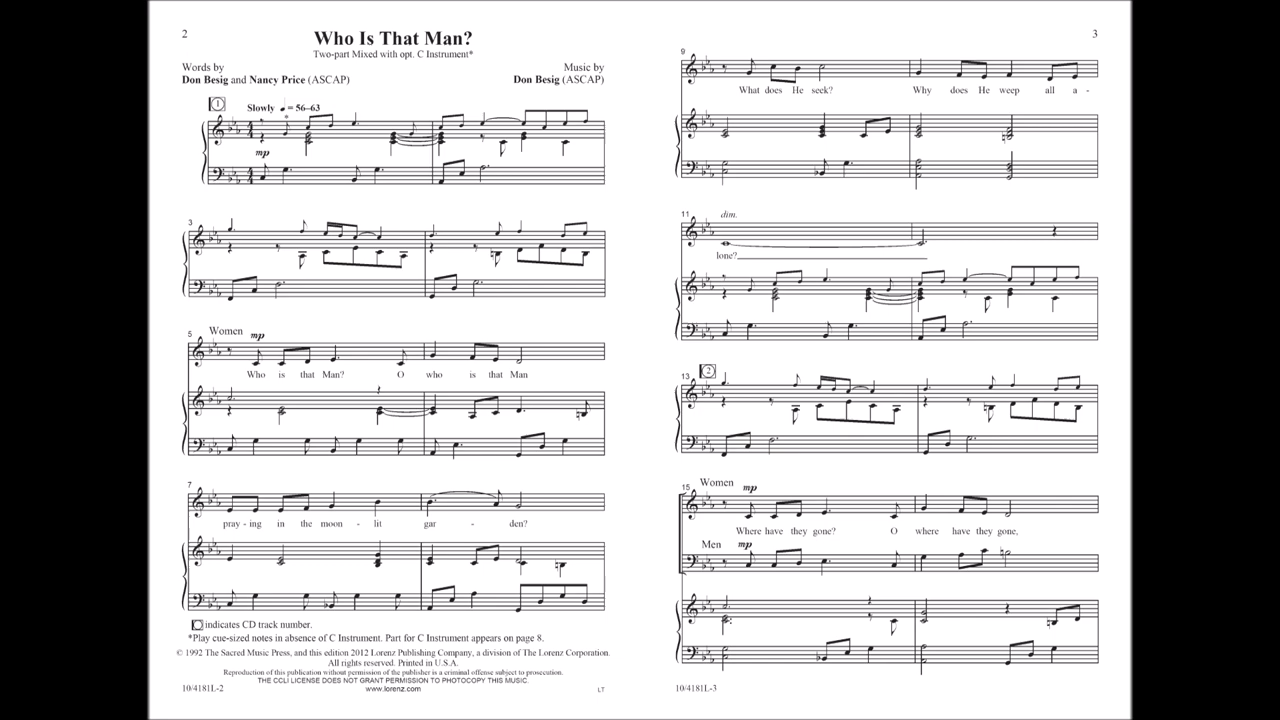 2
Who Is That Man?
Two-part Mixed with opt. C Instrument*
Words by
Don Besig and Nancy Price (ASCAP)
Music by
Don Besig (ASCAP)
1
Slowly ♩ = 56–63
*
mp
3
5
Women mp
Who is that Man? O who is that Man
7
pray - ing in the moon - lit gar - den?
indicates CD track number.
*Play cue-sized notes in absence of C Instrument. Part for C Instrument appears on page 8.
© 1992 The Sacred Music Press, and this edition 2012 Lorenz Publishing Company, a division of The Lorenz Corporation.
All rights reserved. Printed in U.S.A.
Reproduction of this publication without permission of the publisher is a criminal offense subject to prosecution.
THE CCLI LICENSE DOES NOT GRANT PERMISSION TO PHOTOCOPY THIS MUSIC.
www.lorenz.com
10/4181L-2
LT
3
9
What does He seek? Why does He weep all a -
11
dim.
lone?
13
2
15
Women mp
Where have they gone? O where have they gone,
Men mp
10/4181L-3